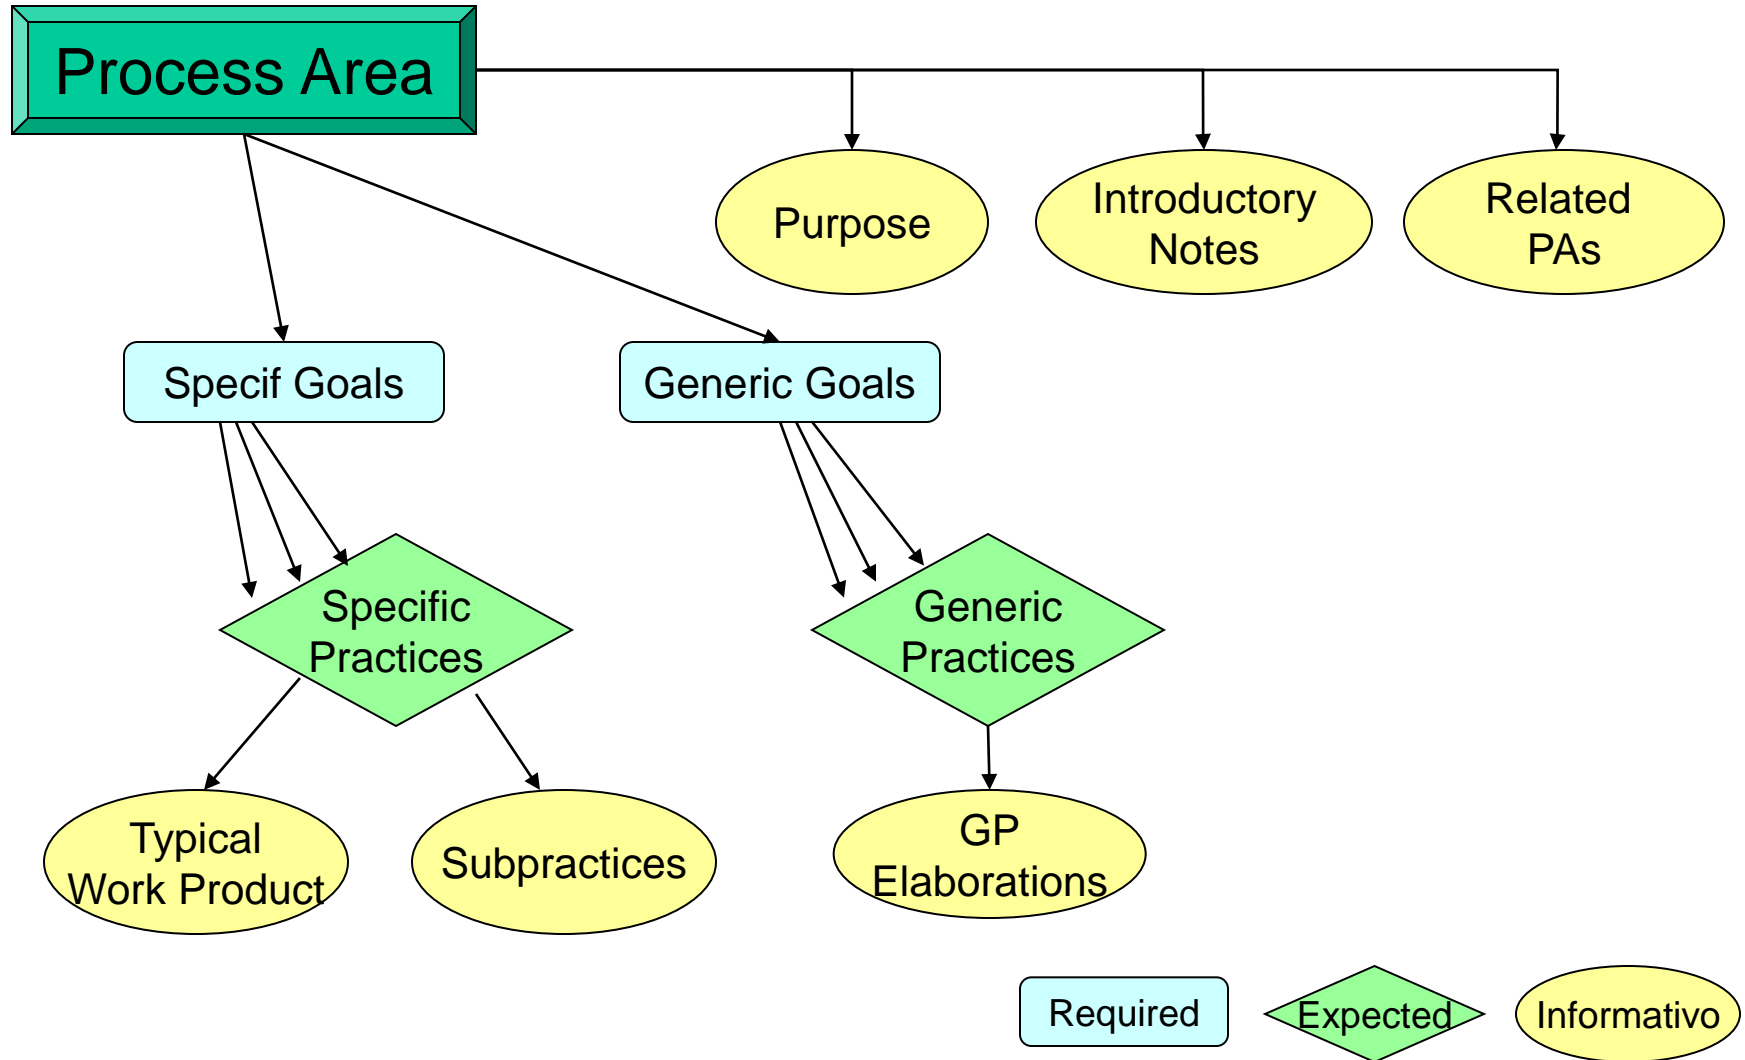 Process Area
Purpose
Introductory
Notes
Related
PAs
Specif Goals
Generic Goals
Specific
Practices
Generic
Practices
Typical
Work Product
Subpractices
GP
Elaborations
Required
Expected
Informativo